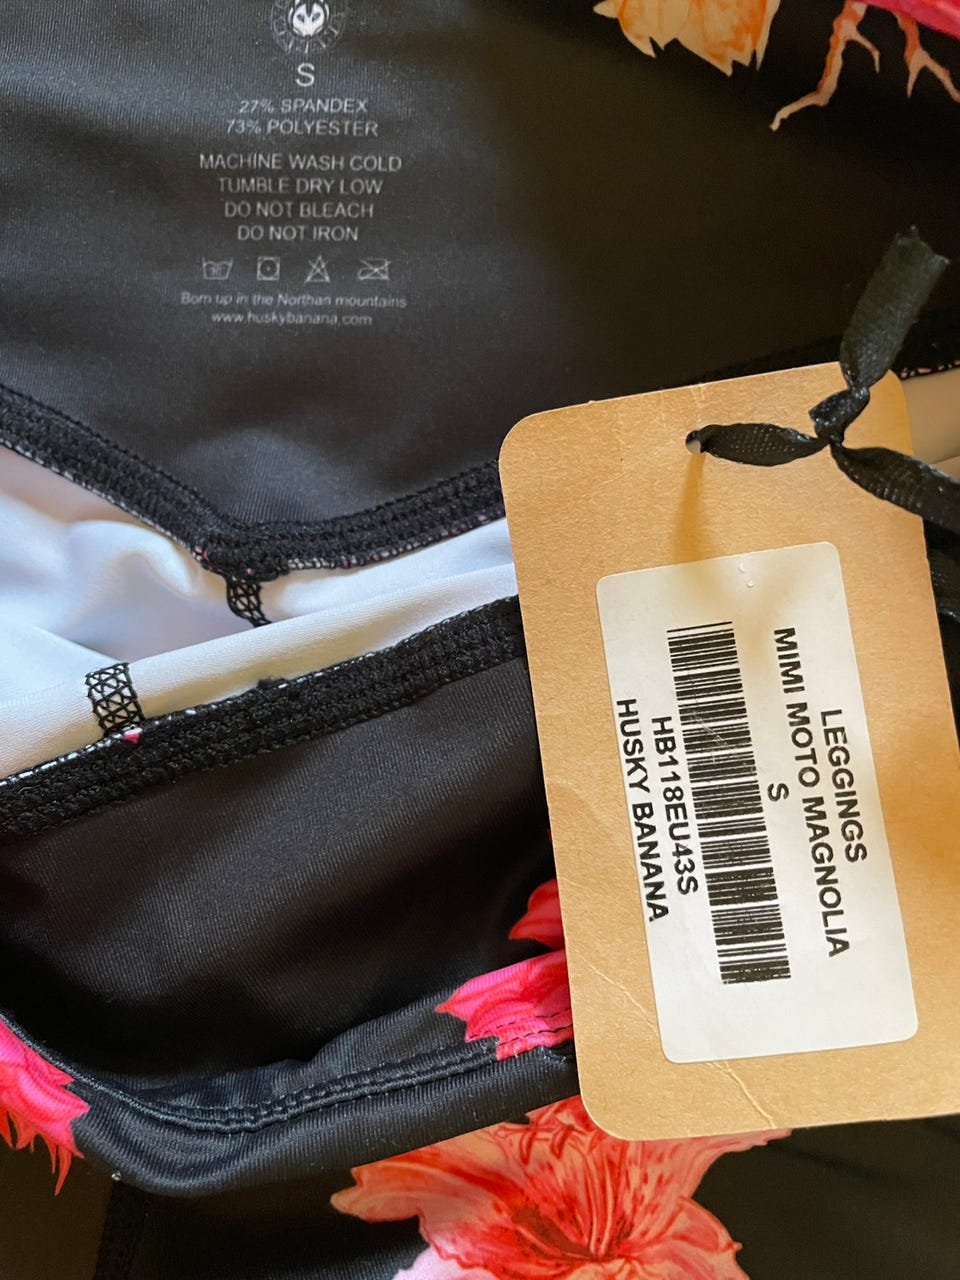 S
27% SPANDEX
73% POLYESTER
MACHINE WASH COLD
TUMBLE DRY LOW
DO NOT BLEACH
DO NOT IRON
Born up in the Northan mountains
www.huskybanana.com
LEGGINGS
MIMI MOTO MAGNOLIA
S
HB118EU43S
HUSKY BANANA